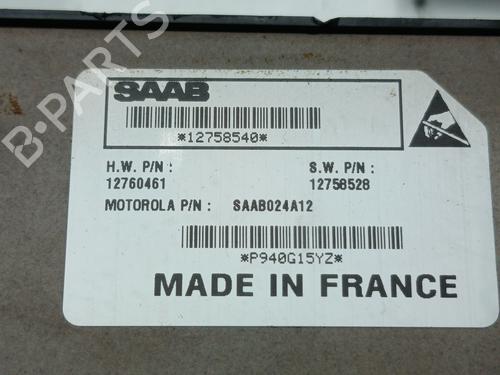 SAAB
*12758540*
H.W. P/N : S.W. P/N :
12760461 12758528
MOTOROLA P/N : SAAB024A12
*P940G15YZ*
MADE IN FRANCE
B-PARTS